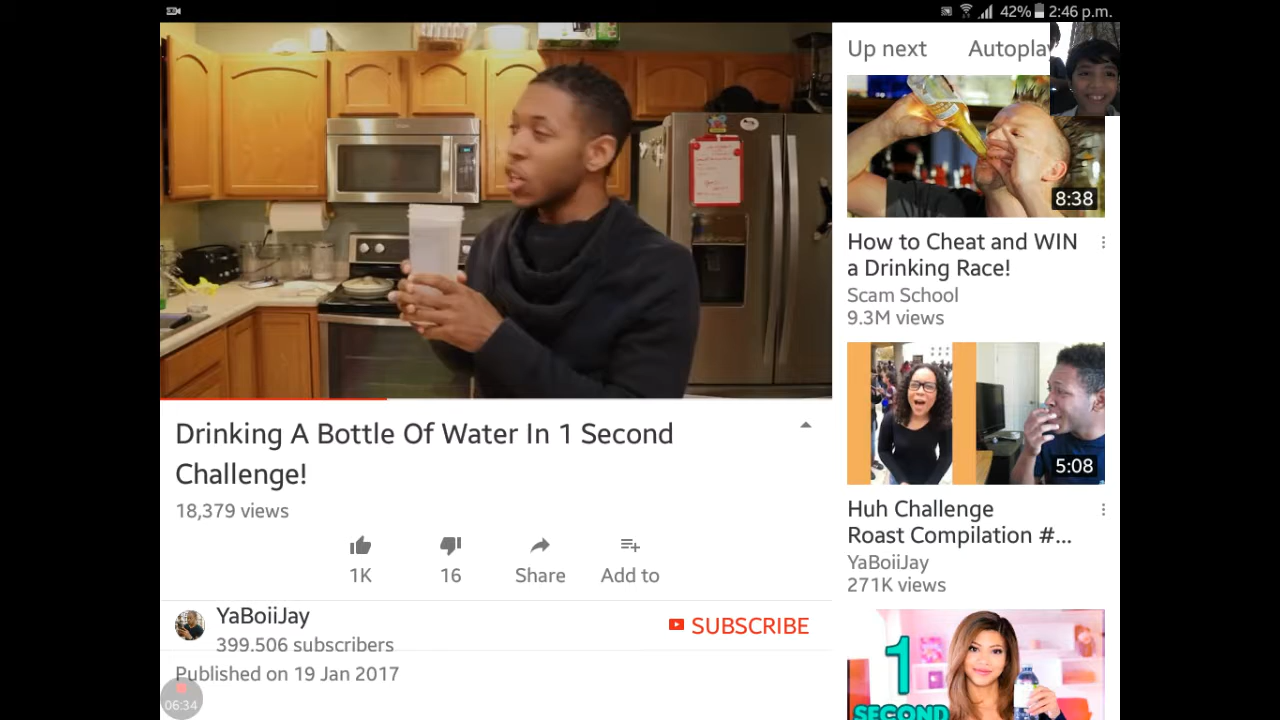 42% 2:46 p.m.
Up next Autoplay
8:38
How to Cheat and WIN
a Drinking Race!
Scam School
9.3M views
5:08
Huh Challenge
Roast Compilation #...
YaBoiiJay
271K views
1
SECOND
Drinking A Bottle Of Water In 1 Second
Challenge!
18,379 views
1K 16 Share Add to
YaBoiiJay
399.506 subscribers
SUBSCRIBE
Published on 19 Jan 2017
06:34